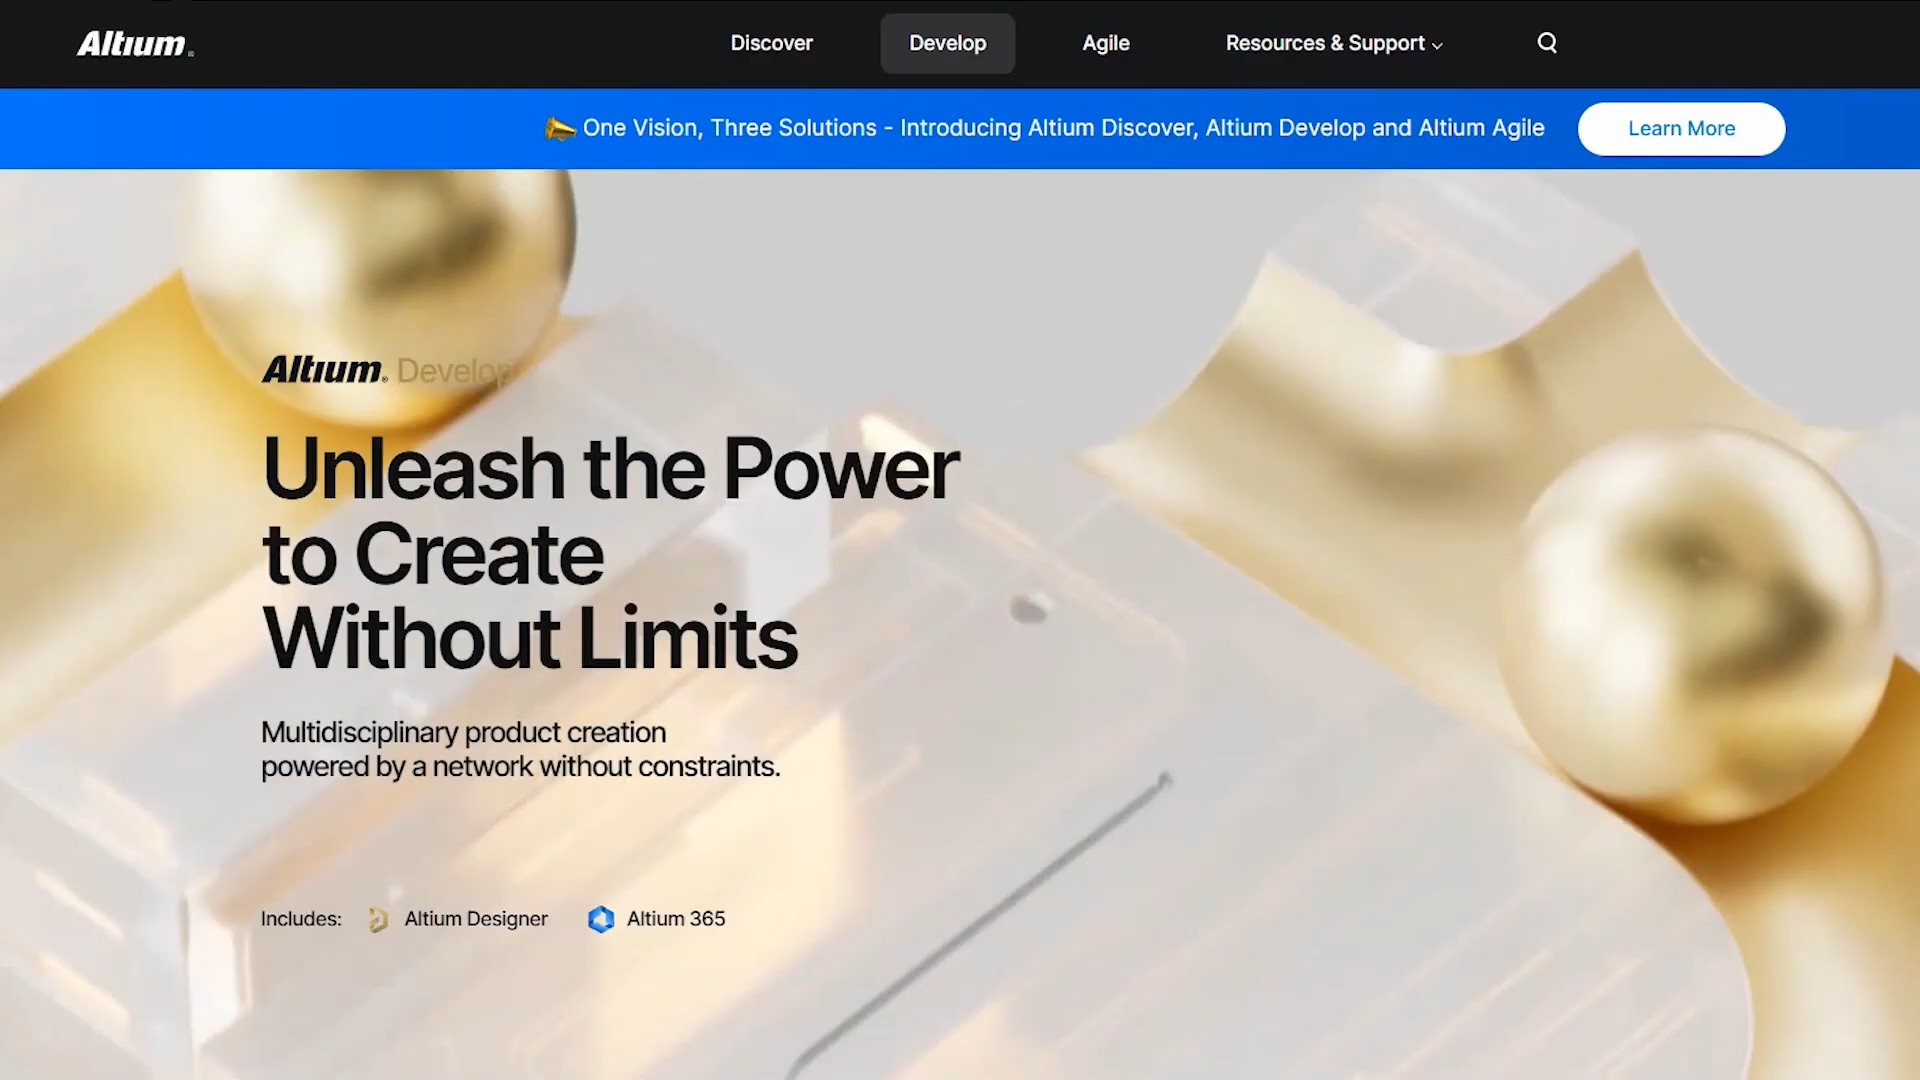 Altium®
Discover
Develop
Agile
Resources & Support
One Vision, Three Solutions - Introducing Altium Discover, Altium Develop and Altium Agile
Learn More
Altium® Develop
Unleash the Power
to Create
Without Limits
Multidisciplinary product creation
powered by a network without constraints.
Includes: Altium Designer Altium 365